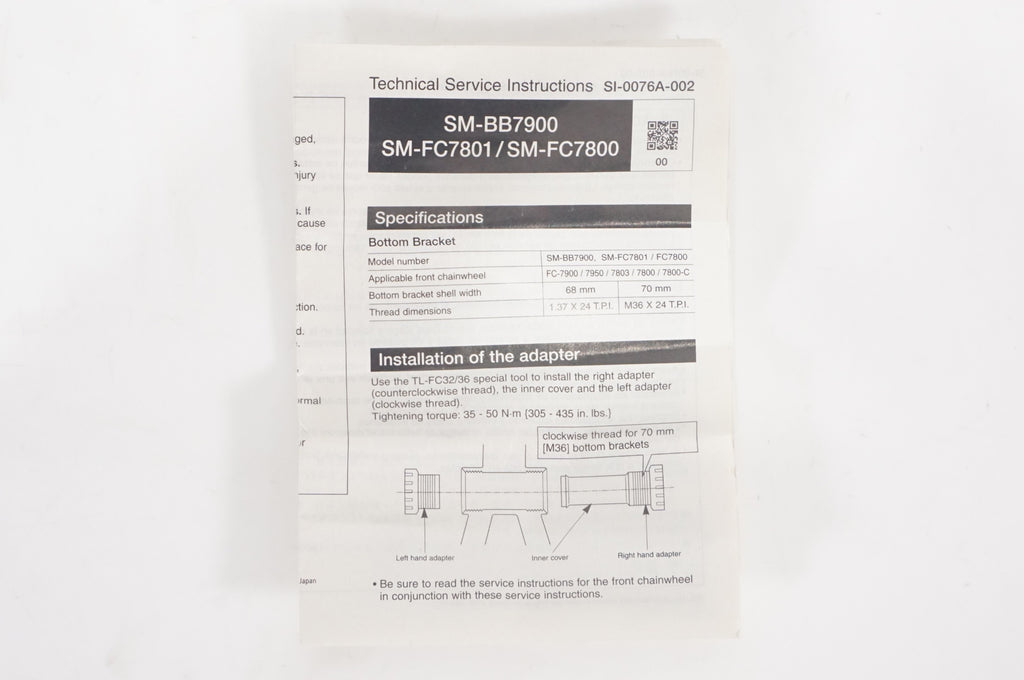 Technical Service Instructions SI-0076A-002
SM-BB7900
SM-FC7801 / SM-FC7800
00
ged,
s.
njury
s. If
cause
ace for
ction.
d.
ormal
Japan
Specifications
Bottom Bracket
Model number SM-BB7900, SM-FC7801 / FC7800
Applicable front chainwheel FC-7900 / 7950 / 7803 / 7800 / 7800-C
Bottom bracket shell width 68 mm 70 mm
Thread dimensions 1.37 X 24 T.P.I. M36 X 24 T.P.I.
Installation of the adapter
Use the TL-FC32/36 special tool to install the right adapter
(counterclockwise thread), the inner cover and the left adapter
(clockwise thread).
Tightening torque: 35 - 50 N·m {305 - 435 in. lbs.}
clockwise thread for 70 mm
[M36] bottom brackets
Left hand adapter
Inner cover
Right hand adapter
• Be sure to read the service instructions for the front chainwheel
in conjunction with these service instructions.